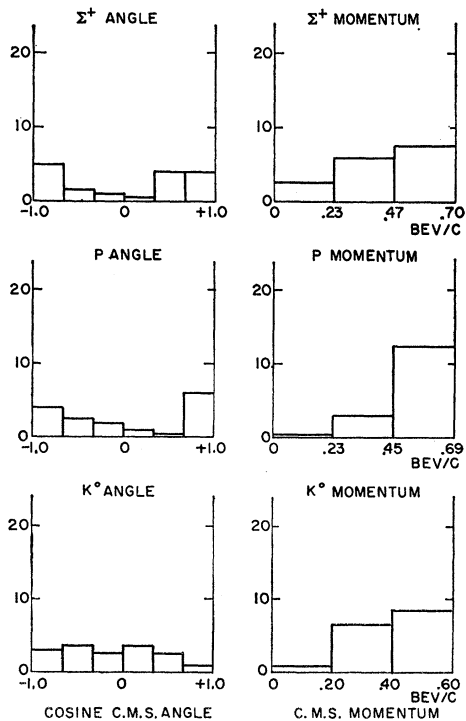 Σ+ ANGLE
20
10
0
-1.0 0 +1.0
Σ+ MOMENTUM
20
10
0 .23 .47 .70
BEV/C
P ANGLE
20
10
0
-1.0 0 +1.0
P MOMENTUM
20
10
0
0 .23 .45 .69
BEV/C
K° ANGLE
20
10
0
-1.0 0 +1.0
COSINE C.M.S. ANGLE
K° MOMENTUM
20
10
0
0 .20 .40 .60
BEV/C
C.M.S. MOMENTUM